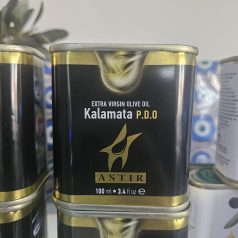 EXTRA VIRGIN OLIVE OIL
Kalamata P.D.O
ASTIR
100 ml • 3.4 fl oz ℮